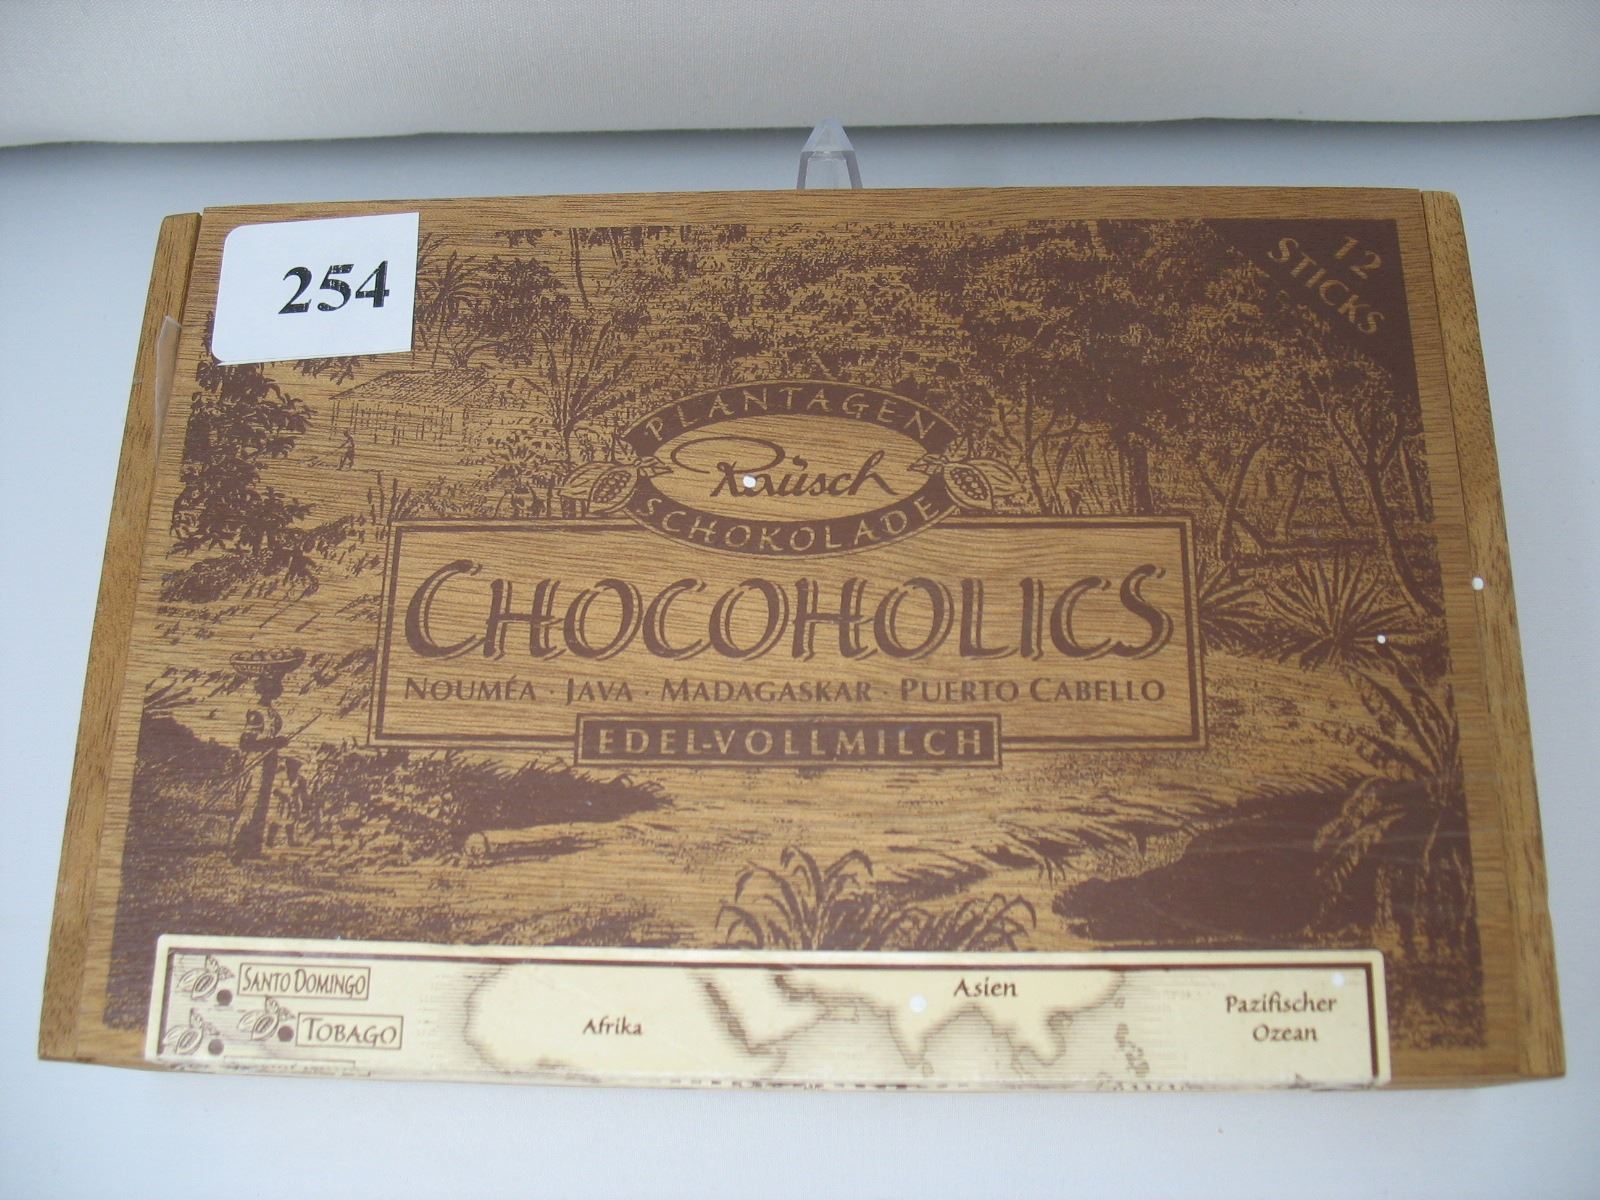 254
12
STICKS
PLANTAGEN
Rausch
SCHOKOLADE
CHOCOHOLICS
NOUMÉA · JAVA · MADAGASKAR · PUERTO CABELLO
EDEL-VOLLMILCH
SANTO DOMINGO
TOBAGO
Afrika
Asien
Pazifischer
Ozean